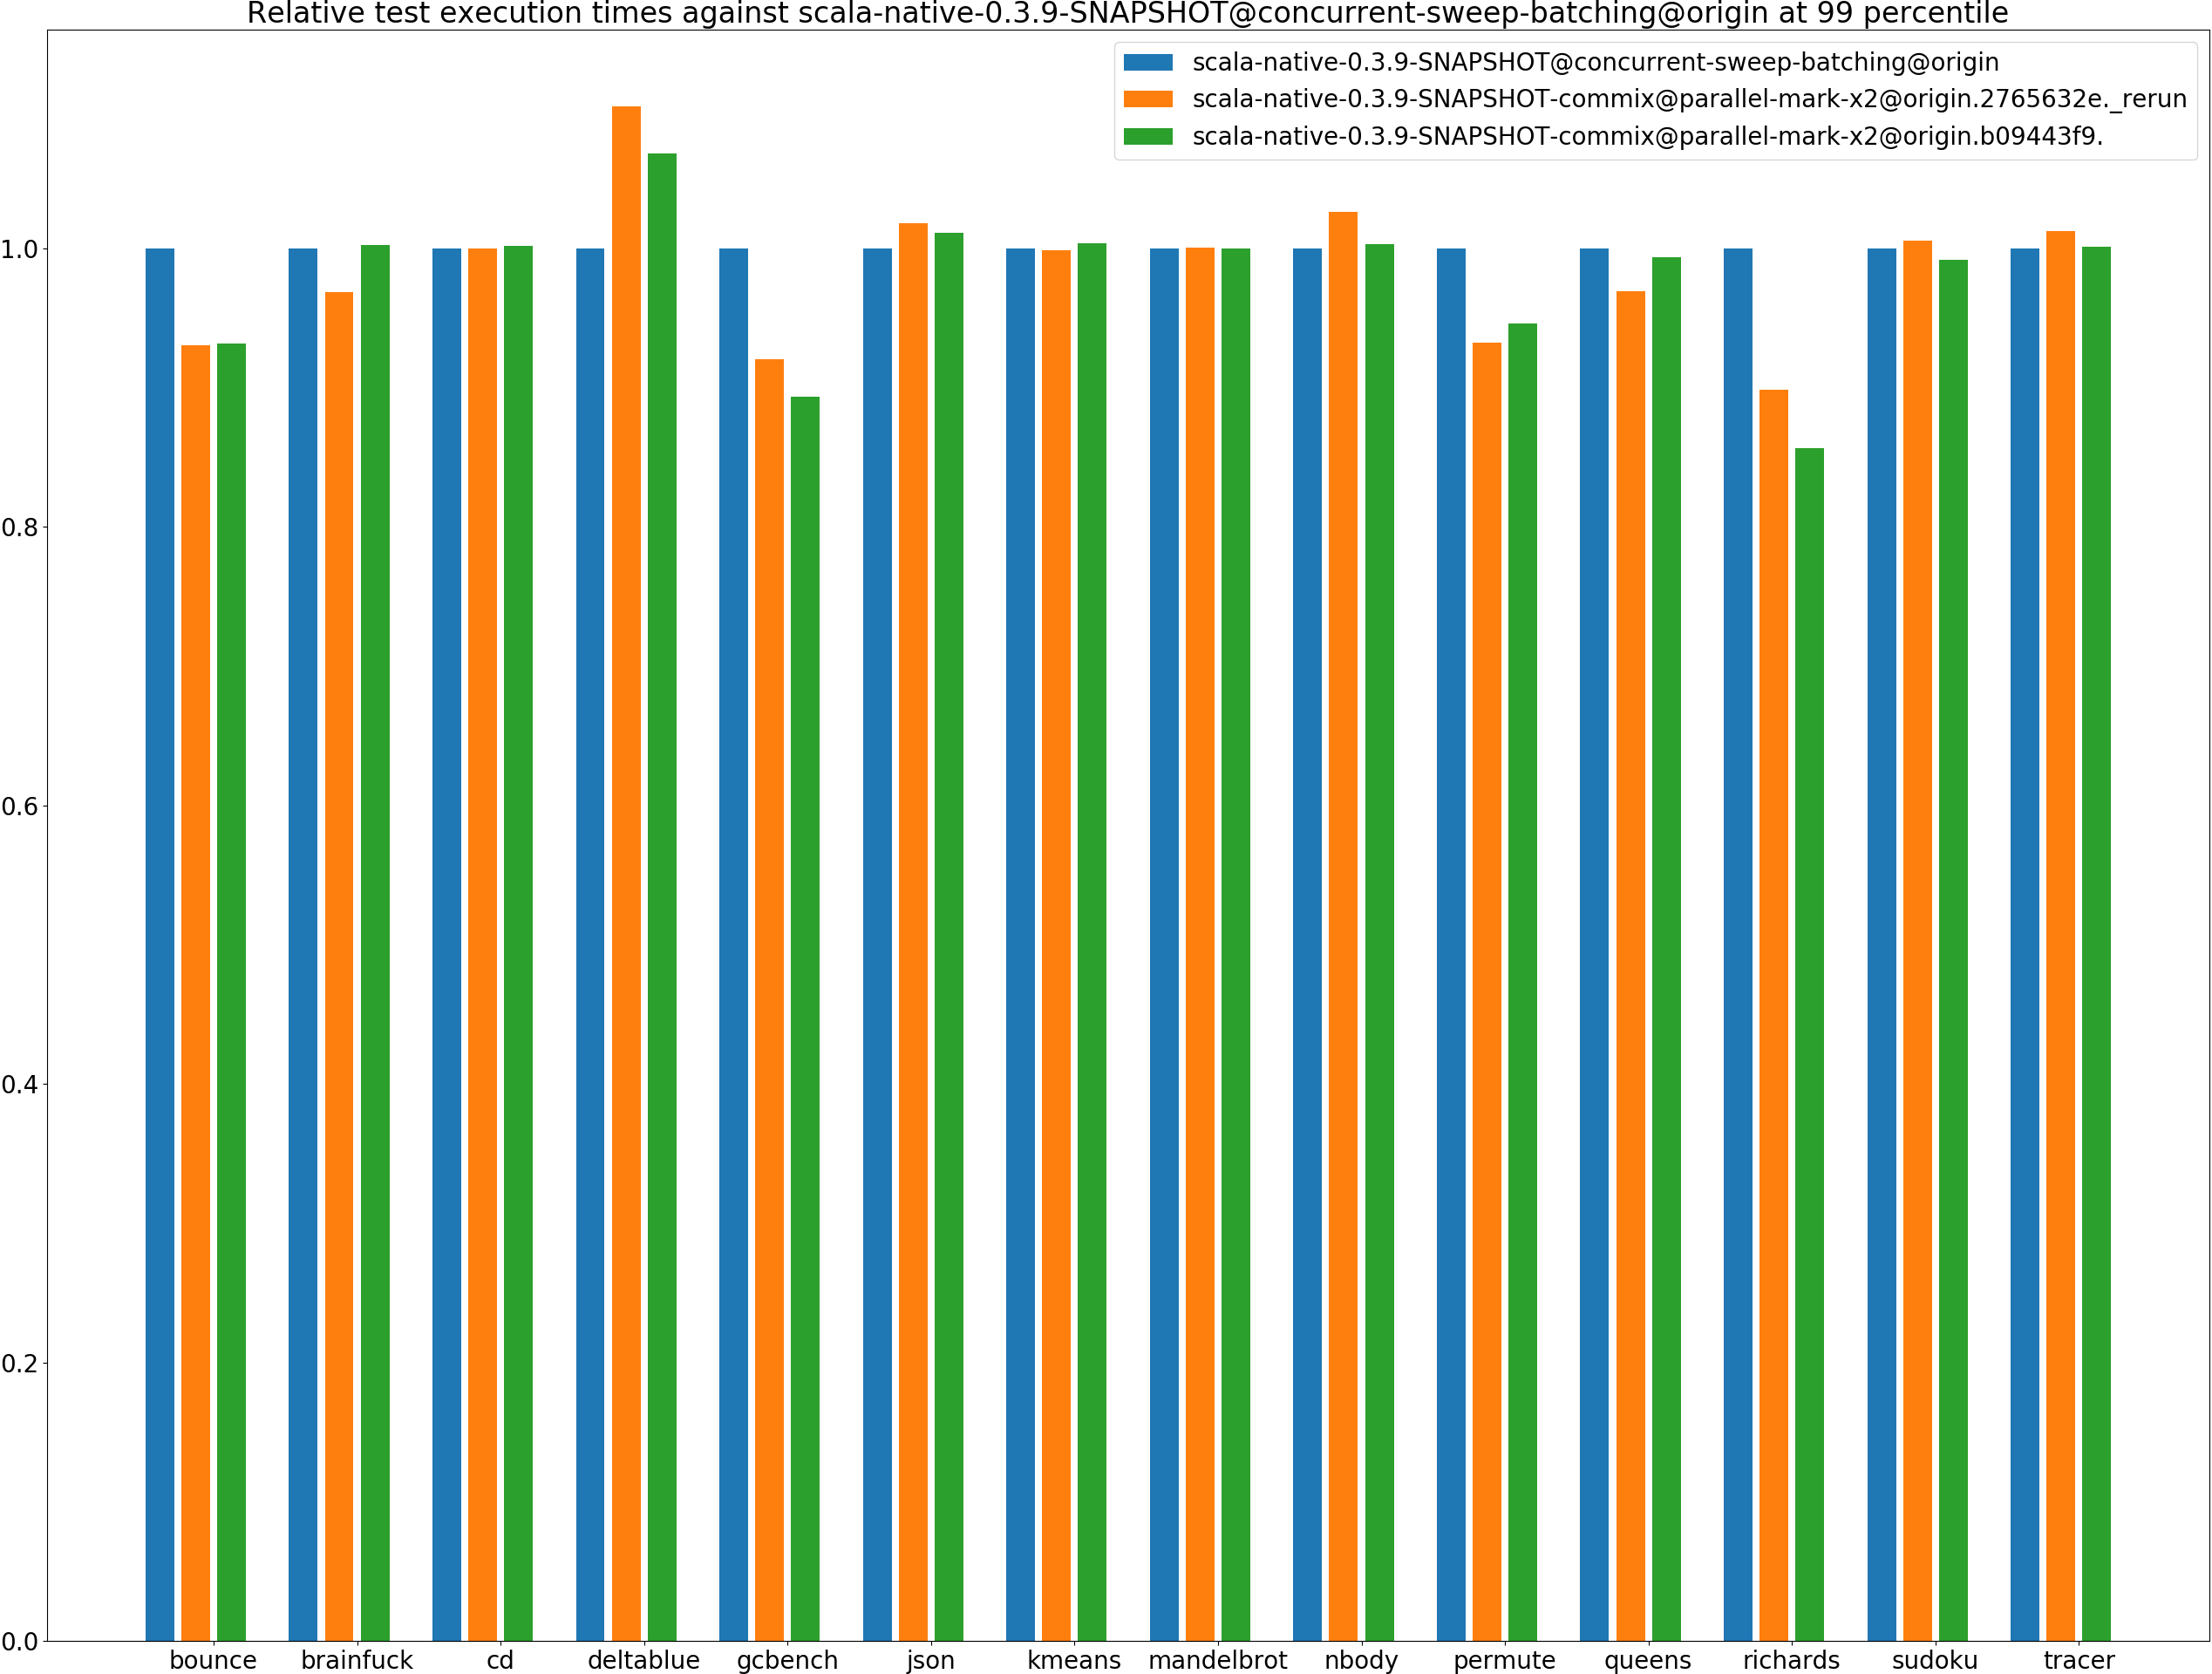 Relative test execution times against scala-native-0.3.9-SNAPSHOT@concurrent-sweep-batching@origin at 99 percentile
scala-native-0.3.9-SNAPSHOT@concurrent-sweep-batching@origin
scala-native-0.3.9-SNAPSHOT-commix@parallel-mark-x2@origin.2765632e._rerun
scala-native-0.3.9-SNAPSHOT-commix@parallel-mark-x2@origin.b09443f9.
1.0
0.8
0.6
0.4
0.2
0.0
bounce brainfuck cd deltablue gcbench json kmeans mandelbrot nbody permute queens richards sudoku tracer